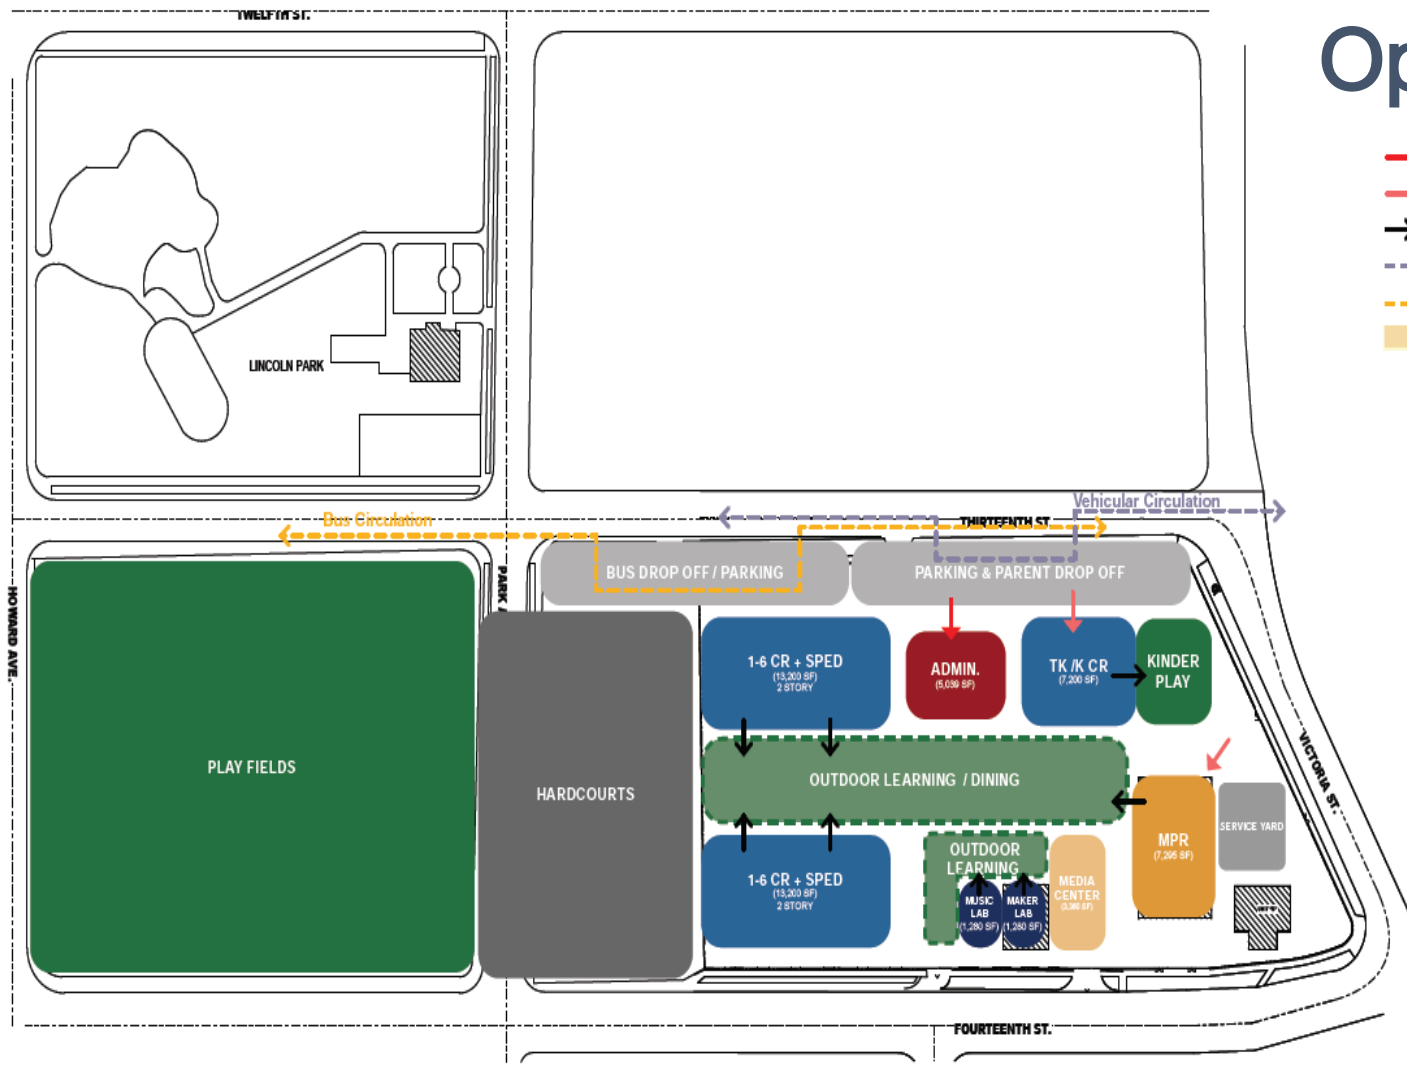 TWELFTH ST.
Op
LINCOLN PARK
Vehicular Circulation
Bus Circulation
THIRTEENTH ST.
BUS DROP OFF / PARKING
PARKING & PARENT DROP OFF
HOWARD AVE.
PARK
1-6 CR + SPED
(13,200 SF)
2 STORY
ADMIN.
(5,039 SF)
TK /K CR
(7,200 SF)
KINDER
PLAY
PLAY FIELDS
HARDCOURTS
OUTDOOR LEARNING / DINING
VICTORIA ST.
MPR
(7,295 SF)
SERVICE YARD
1-6 CR + SPED
(13,200 SF)
2 STORY
OUTDOOR
LEARNING
MUSIC
LAB
(1,280 SF)
MAKER
LAB
(1,280 SF)
MEDIA
CENTER
FOURTEENTH ST.